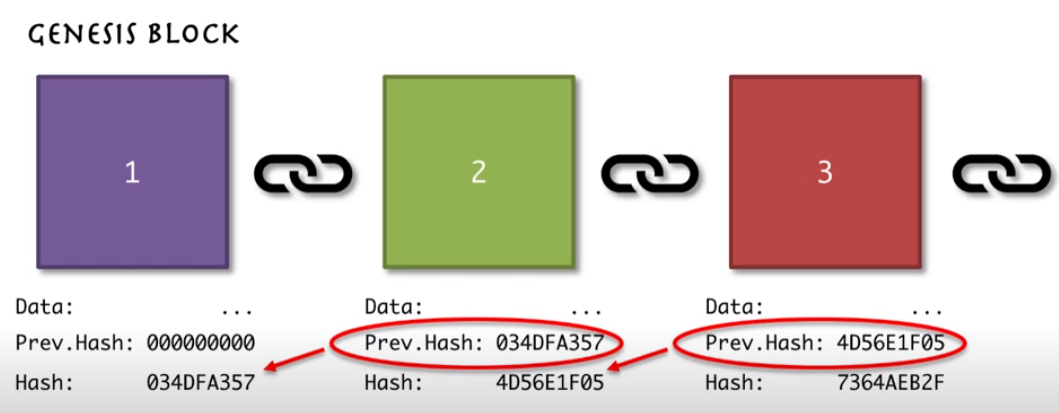 GENESIS BLOCK
1
2
3
Data: ...
Prev.Hash: 000000000
Hash: 034DFA357
Data: ...
Prev.Hash: 034DFA357
Hash: 4D56E1F05
Data: ...
Prev.Hash: 4D56E1F05
Hash: 7364AEB2F